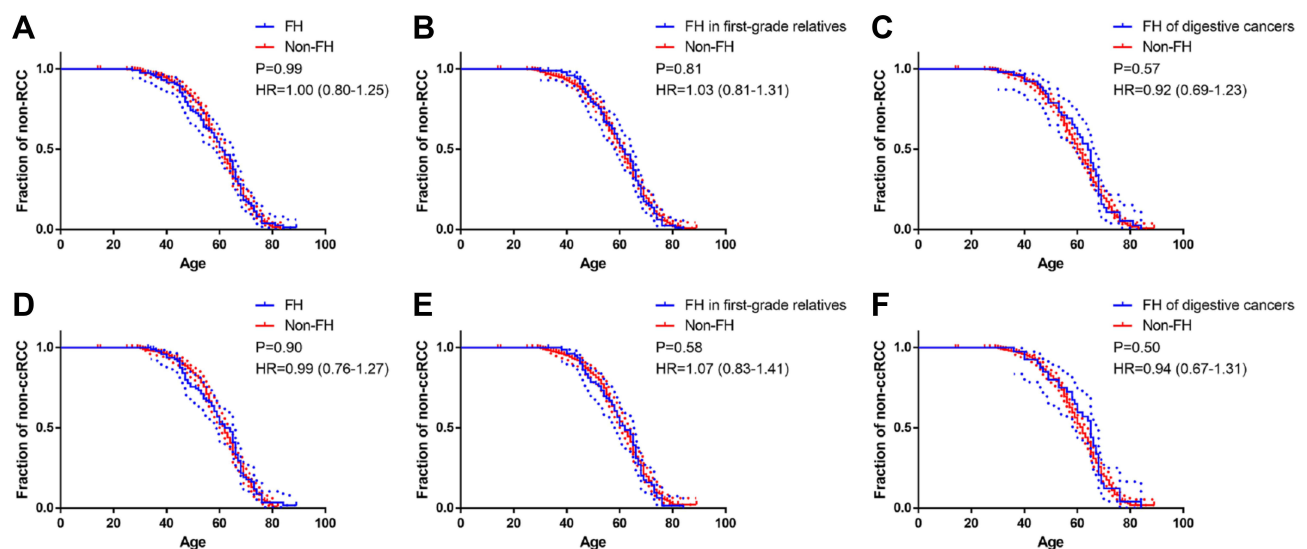 A
FH
Non-FH
P=0.99
HR=1.00 (0.80-1.25)
Fraction of non-RCC
1.0
0.5
0.0
0 20 40 60 80 100
Age
B
FH in first-grade relatives
Non-FH
P=0.81
HR=1.03 (0.81-1.31)
Fraction of non-RCC
1.0
0.5
0.0
0 20 40 60 80 100
Age
C
FH of digestive cancers
Non-FH
P=0.57
HR=0.92 (0.69-1.23)
Fraction of non-RCC
1.0
0.5
0.0
0 20 40 60 80 100
Age
D
FH
Non-FH
P=0.90
HR=0.99 (0.76-1.27)
Fraction of non-ccRCC
1.0
0.5
0.0
0 20 40 60 80 100
Age
E
FH in first-grade relatives
Non-FH
P=0.58
HR=1.07 (0.83-1.41)
Fraction of non-ccRCC
1.0
0.5
0.0
0 20 40 60 80 100
Age
F
FH of digestive cancers
Non-FH
P=0.50
HR=0.94 (0.67-1.31)
Fraction of non-ccRCC
1.0
0.5
0.0
0 20 40 60 80 100
Age